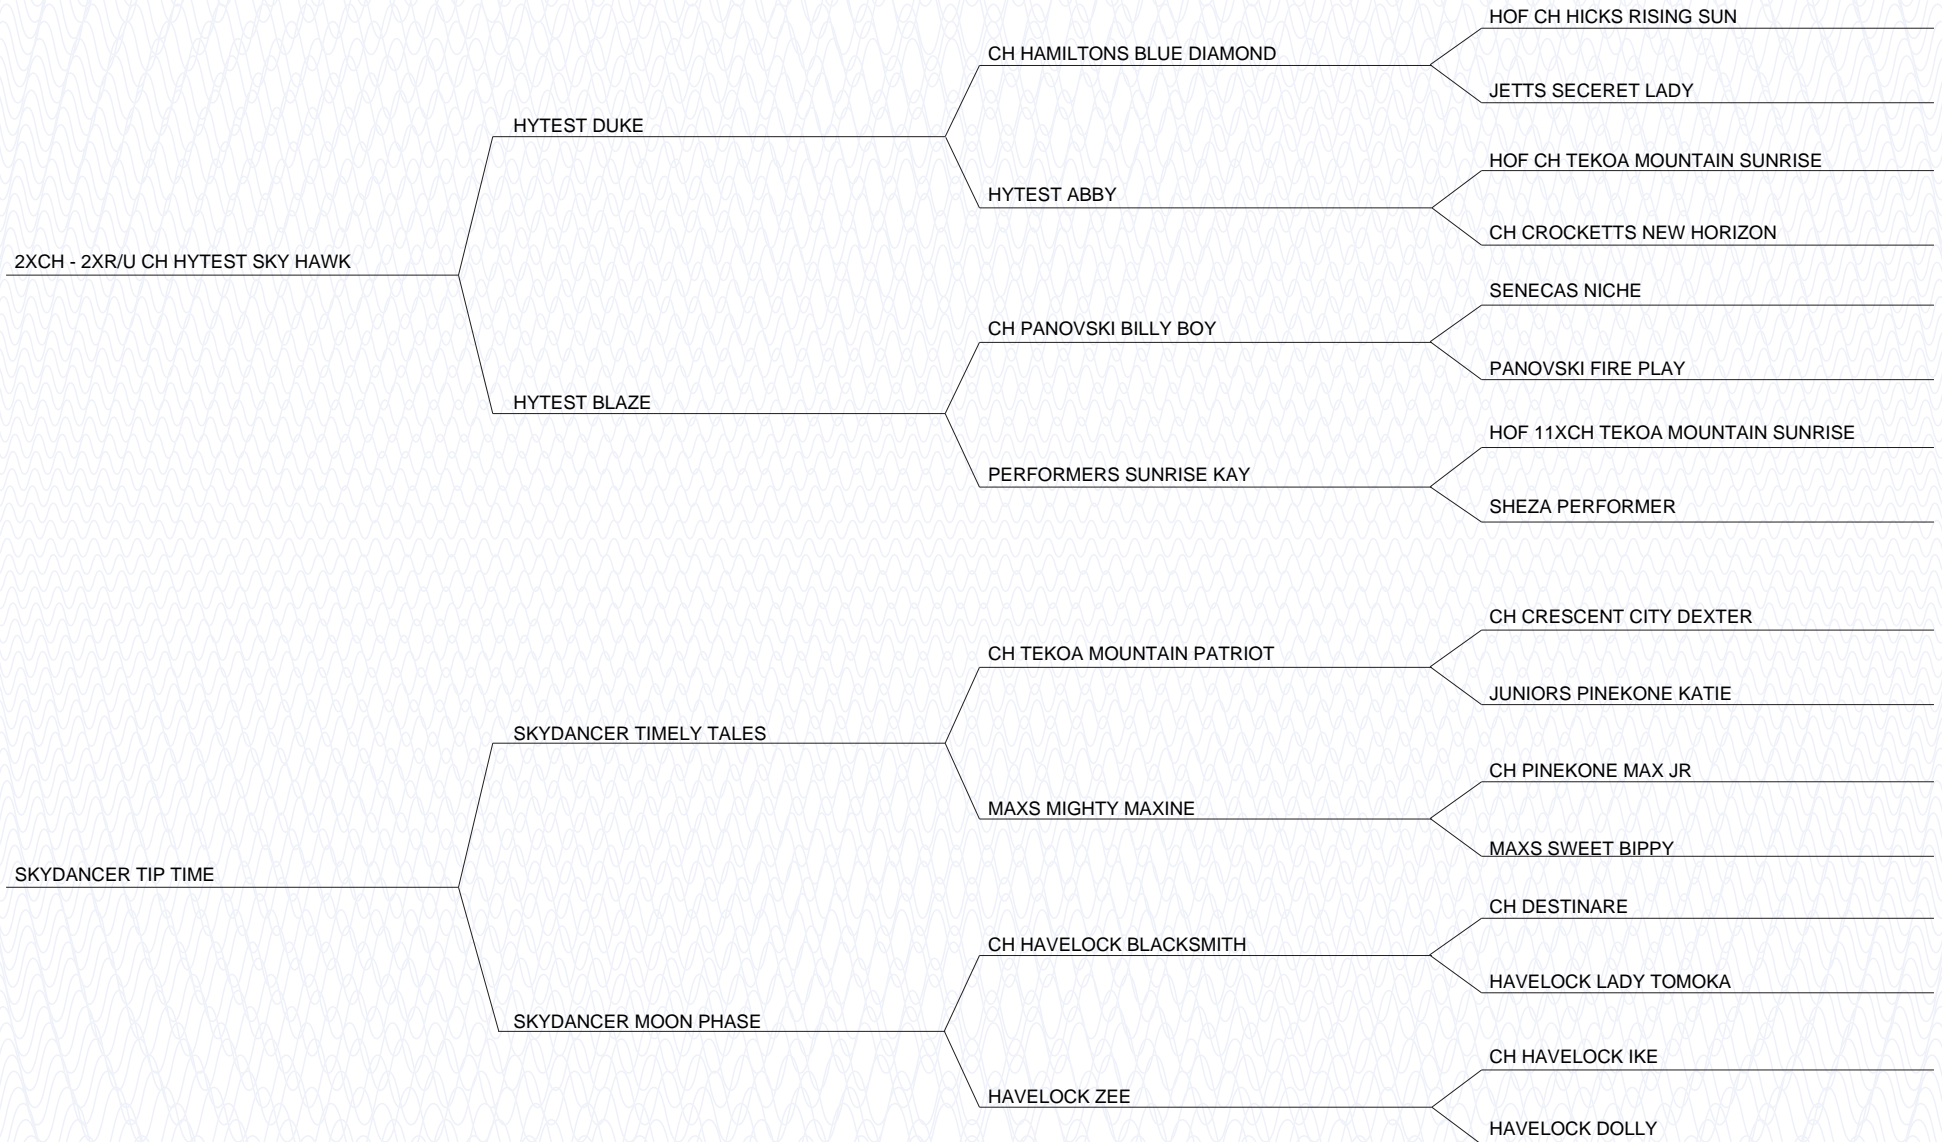 HOF CH HICKS RISING SUN
CH HAMILTONS BLUE DIAMOND
JETTS SECERET LADY
HYTEST DUKE
HOF CH TEKOA MOUNTAIN SUNRISE
HYTEST ABBY
CH CROCKETTS NEW HORIZON
2XCH - 2XR/U CH HYTEST SKY HAWK
SENECAS NICHE
CH PANOVSKI BILLY BOY
PANOVSKI FIRE PLAY
HYTEST BLAZE
HOF 11XCH TEKOA MOUNTAIN SUNRISE
PERFORMERS SUNRISE KAY
SHEZA PERFORMER
CH CRESCENT CITY DEXTER
CH TEKOA MOUNTAIN PATRIOT
JUNIORS PINEKONE KATIE
SKYDANCER TIMELY TALES
CH PINEKONE MAX JR
MAXS MIGHTY MAXINE
MAXS SWEET BIPPY
SKYDANCER TIP TIME
CH DESTINARE
CH HAVELOCK BLACKSMITH
HAVELOCK LADY TOMOKA
SKYDANCER MOON PHASE
CH HAVELOCK IKE
HAVELOCK ZEE
HAVELOCK DOLLY